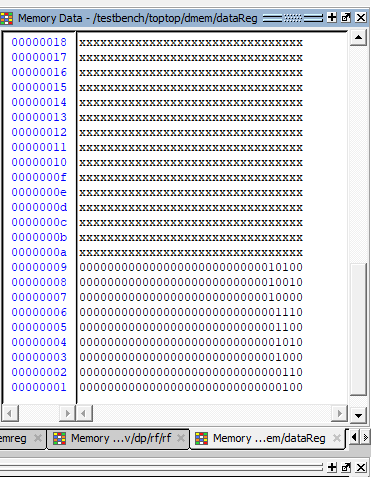 Memory Data - /testbench/toptop/dmem/dataReg
00000018 xxxxxxxxxxxxxxxxxxxxxxxxxxxxxxxx
00000017 xxxxxxxxxxxxxxxxxxxxxxxxxxxxxxxx
00000016 xxxxxxxxxxxxxxxxxxxxxxxxxxxxxxxx
00000015 xxxxxxxxxxxxxxxxxxxxxxxxxxxxxxxx
00000014 xxxxxxxxxxxxxxxxxxxxxxxxxxxxxxxx
00000013 xxxxxxxxxxxxxxxxxxxxxxxxxxxxxxxx
00000012 xxxxxxxxxxxxxxxxxxxxxxxxxxxxxxxx
00000011 xxxxxxxxxxxxxxxxxxxxxxxxxxxxxxxx
00000010 xxxxxxxxxxxxxxxxxxxxxxxxxxxxxxxx
0000000f xxxxxxxxxxxxxxxxxxxxxxxxxxxxxxxx
0000000e xxxxxxxxxxxxxxxxxxxxxxxxxxxxxxxx
0000000d xxxxxxxxxxxxxxxxxxxxxxxxxxxxxxxx
0000000c xxxxxxxxxxxxxxxxxxxxxxxxxxxxxxxx
0000000b xxxxxxxxxxxxxxxxxxxxxxxxxxxxxxxx
0000000a xxxxxxxxxxxxxxxxxxxxxxxxxxxxxxxx
00000009 00000000000000000000000000010100
00000008 00000000000000000000000000010010
00000007 00000000000000000000000000010000
00000006 00000000000000000000000000001110
00000005 00000000000000000000000000001100
00000004 00000000000000000000000000001010
00000003 00000000000000000000000000001000
00000002 00000000000000000000000000000110
00000001 00000000000000000000000000000100
emreg Memory ...v/dp/rf/rf Memory ...em/dataReg